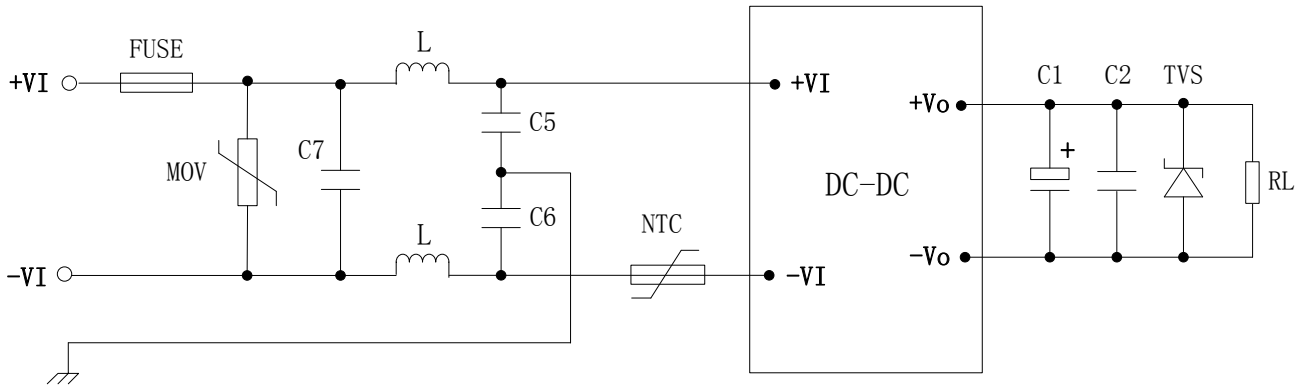 FUSE
L
+VI
+VI
C1
C2
TVS
+Vo
C5
C7
+
MOV
DC-DC
RL
C6
NTC
L
-VI
-VI
-Vo